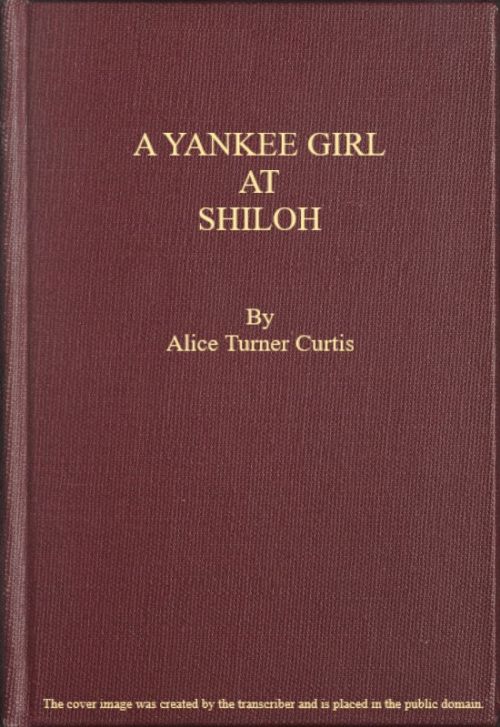 A YANKEE GIRL
AT
SHILOH
By
Alice Turner Curtis
The cover image was created by the transcriber and is placed in the public domain.